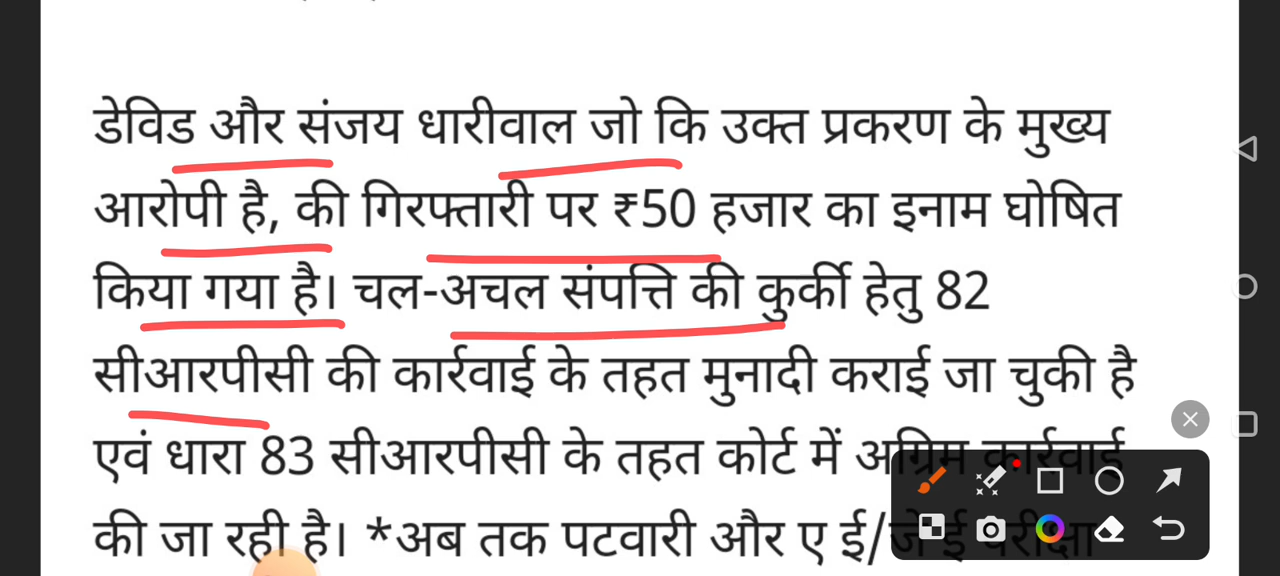 डेविड और संजय धारीवाल जो कि उक्त प्रकरण के मुख्य
आरोपी है, की गिरफ्तारी पर ₹50 हजार का इनाम घोषित
किया गया है। चल-अचल संपत्ति की कुर्की हेतु 82
सीआरपीसी की कार्रवाई के तहत मुनादी कराई जा चुकी है
एवं धारा 83 सीआरपीसी के तहत कोर्ट में अग्रिम कार्रवाई
की जा रही है। *अब तक पटवारी और ए ई/जे ई परीक्षा